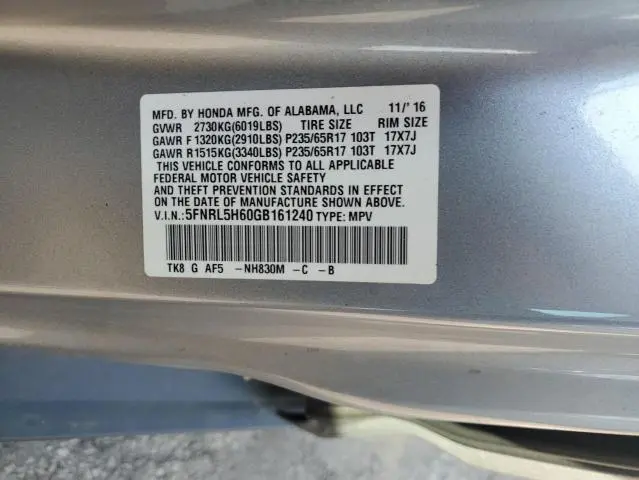 MFD. BY HONDA MFG. OF ALABAMA, LLC 11/'16
GVWR 2730KG(6019LBS) TIRE SIZE RIM SIZE
GAWR F1320KG(2910LBS)P235/65R17 103T 17X7J
GAWR R1515KG(3340LBS)P235/65R17 103T 17X7J
THIS VEHICLE CONFORMS TO ALL APPLICABLE
FEDERAL MOTOR VEHICLE SAFETY
AND THEFT PREVENTION STANDARDS IN EFFECT
ON THE DATE OF MANUFACTURE SHOWN ABOVE.
V.I.N.:5FNRL5H60GB161240 TYPE: MPV
TK8 G AF5 -NH830M -C -B